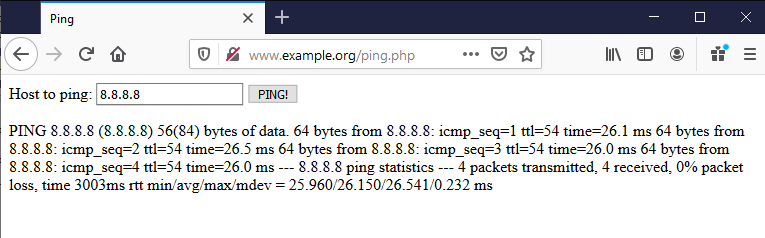 Ping
www.example.org/ping.php
Host to ping: 8.8.8.8 PING!
PING 8.8.8.8 (8.8.8.8) 56(84) bytes of data. 64 bytes from 8.8.8.8: icmp_seq=1 ttl=54 time=26.1 ms 64 bytes from
8.8.8.8: icmp_seq=2 ttl=54 time=26.5 ms 64 bytes from 8.8.8.8: icmp_seq=3 ttl=54 time=26.0 ms 64 bytes from
8.8.8.8: icmp_seq=4 ttl=54 time=26.0 ms --- 8.8.8.8 ping statistics --- 4 packets transmitted, 4 received, 0% packet
loss, time 3003ms rtt min/avg/max/mdev = 25.960/26.150/26.541/0.232 ms